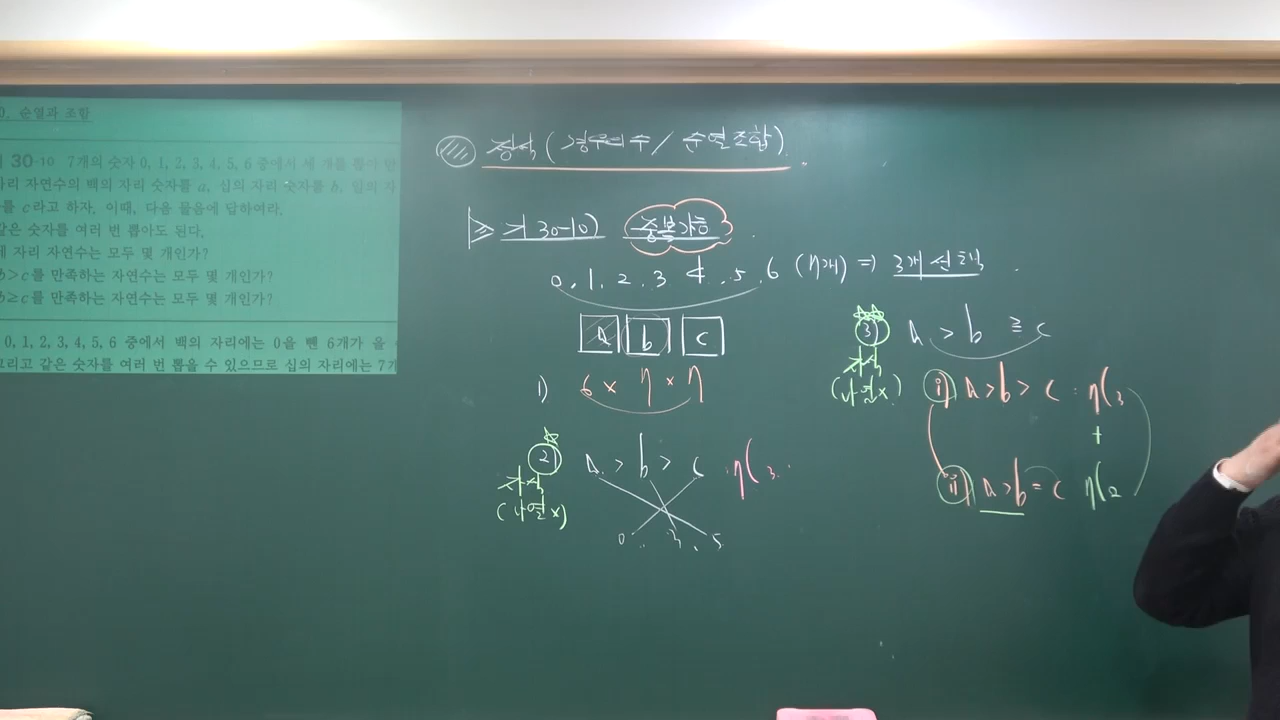 0. 순열과 조합
30-10 7개의 숫자 0, 1, 2, 3, 4, 5, 6 중에서 세 개를 뽑아 만
자리 자연수의 백의 자리 숫자를 a, 십의 자리 숫자를 b, 일의 자
를 c라고 하자. 이때, 다음 물음에 답하여라.
같은 숫자를 여러 번 뽑아도 된다.
세 자리 자연수는 모두 몇 개인가?
b>c를 만족하는 자연수는 모두 몇 개인가?
b≥c를 만족하는 자연수는 모두 몇 개인가?
0, 1, 2, 3, 4, 5, 6 중에서 백의 자리에는 0을 뺀 6개가 올
그리고 같은 숫자를 여러 번 뽑을 수 있으므로 십의 자리에는 7가
정석 (경우의 수 / 순열조합)
기 30-10) 중복가능
0, 1, 2, 3 4, 5, 6 (7개) ⇒ 3개 선택
a b c
1) 6 × 7 × 7
2) a > b > c : 7C3
지식
(나열x)
0 3 5
3) a > b ≧ c
지식
(나열x)
i) a > b > c : 7C3
+
ii) a > b = c 7C2